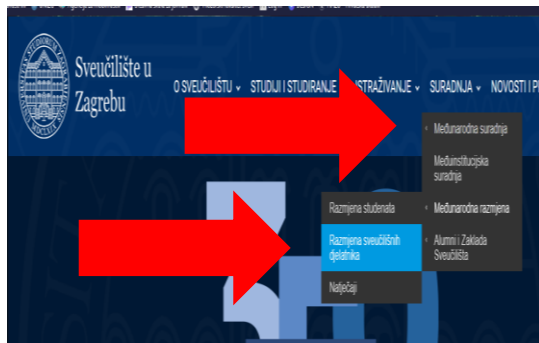 Sveučilište u
Zagrebu
O SVEUČILIŠTU
STUDIJI I STUDIRANJE
ISTRAŽIVANJE
SURADNJA
NOVOSTI I
Međunarodna suradnja
Međuinstitucijska
suradnja
Razmjena studenata
Međunarodna razmjena
Razmjena sveučilišnih
djelatnika
Alumni i Zaklada
Sveučilišta
Natječaji